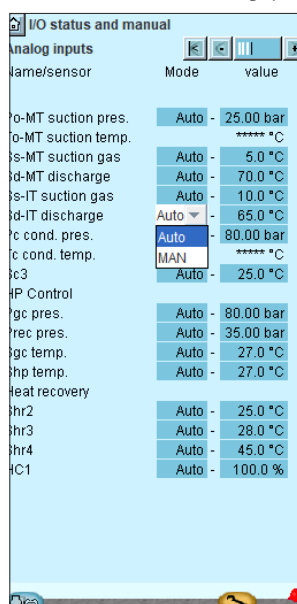 I/O status and manual
Analog inputs
Name/sensor Mode value
Po-MT suction pres. Auto - 25.00 bar
To-MT suction temp. ***** °C
Ss-MT suction gas Auto - 5.0 °C
Sd-MT discharge Auto - 70.0 °C
Ss-IT suction gas Auto - 10.0 °C
Sd-IT discharge Auto - 65.0 °C
Pc cond. pres. Auto - 80.00 bar
Tc cond. temp. MAN ***** °C
Sc3 Auto - 25.0 °C
HP Control
Pgc pres. Auto - 80.00 bar
Prec pres. Auto - 35.00 bar
Sgc temp. Auto - 27.0 °C
Shp temp. Auto - 27.0 °C
Heat recovery
Shr2 Auto - 25.0 °C
Shr3 Auto - 28.0 °C
Shr4 Auto - 45.0 °C
HC1 Auto - 100.0 %